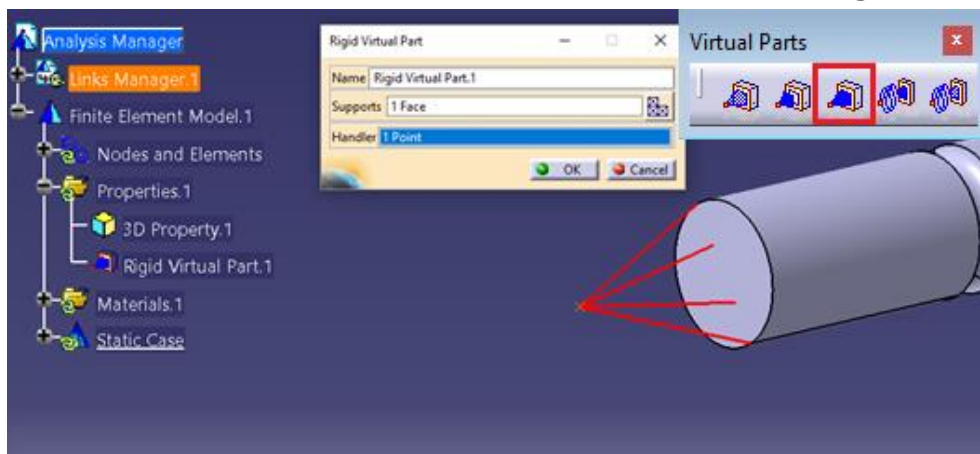 Analysis Manager
Links Manager.1
Finite Element Model.1
Nodes and Elements
Properties.1
3D Property.1
Rigid Virtual Part.1
Materials.1
Static Case
Rigid Virtual Part
Name Rigid Virtual Part.1
Supports 1 Face
Handler 1 Point
OK Cancel
Virtual Parts